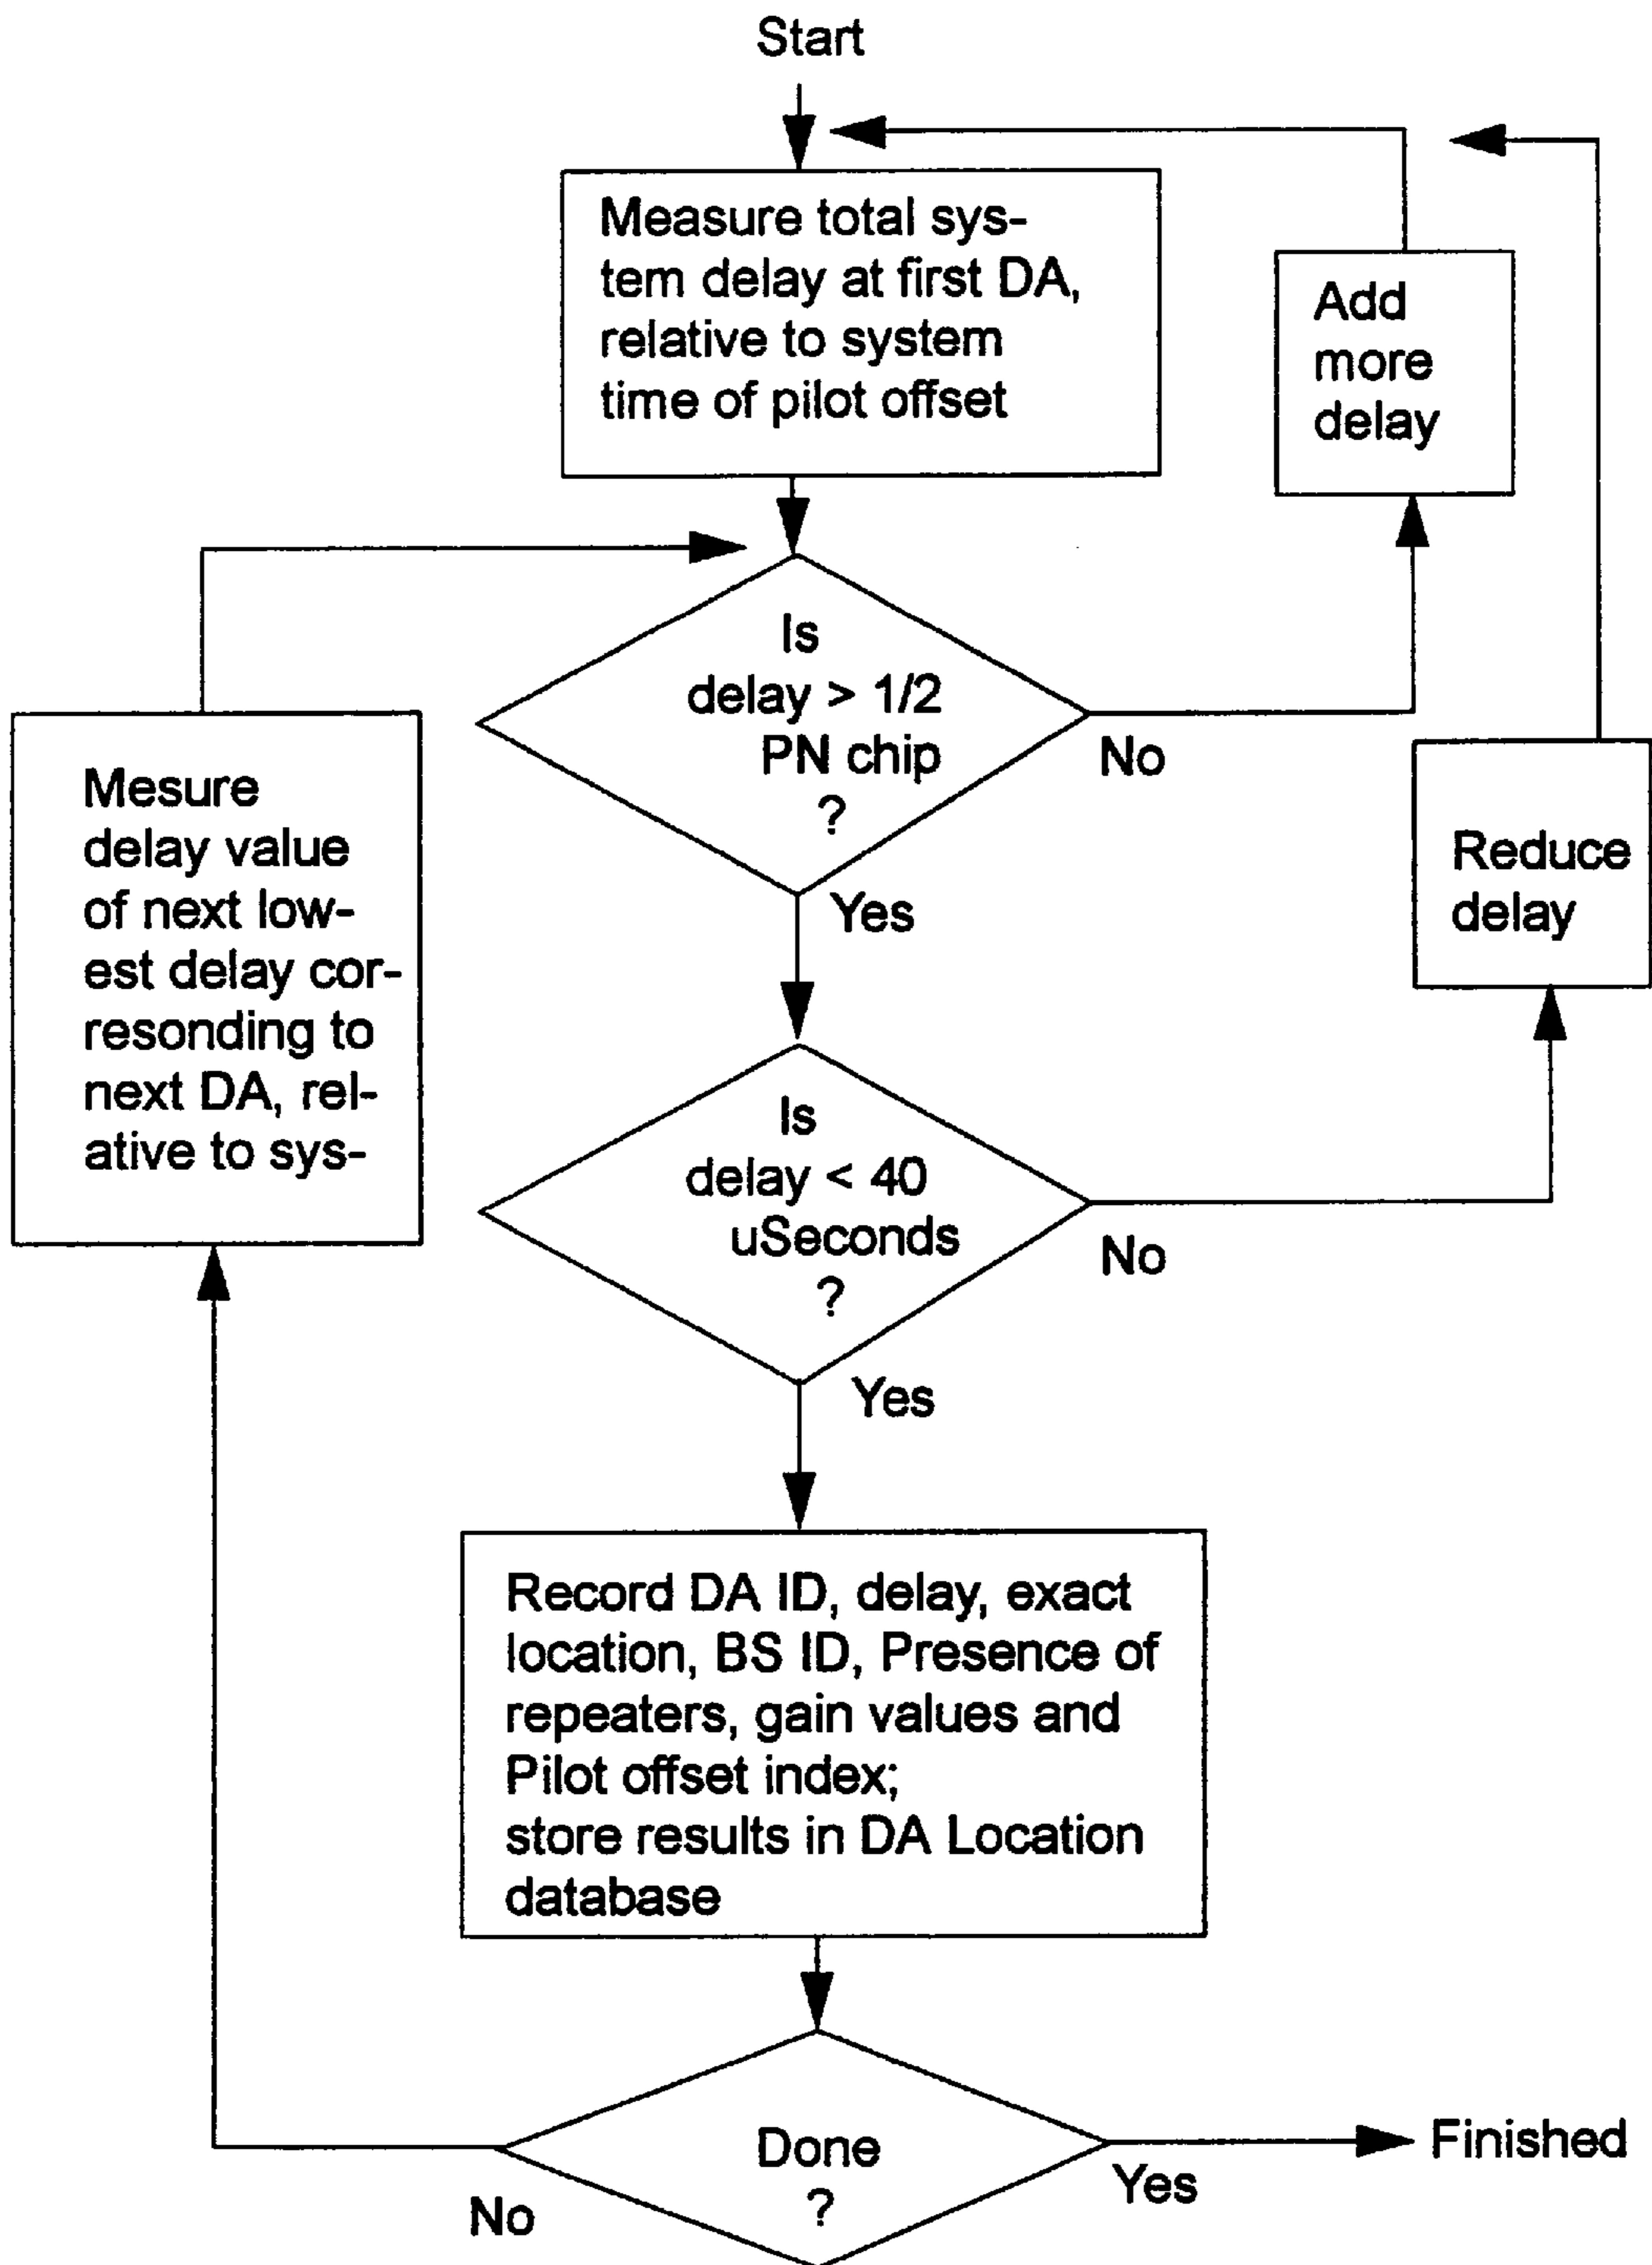 Start
Measure total sys-
tem delay at first DA,
relative to system
time of pilot offset
Add
more
delay
Is
delay > 1/2
PN chip
?
No
Yes
Mesure
delay value
of next low-
est delay cor-
resonding to
next DA, rel-
ative to sys-
Reduce
delay
Is
delay < 40
uSeconds
?
No
Yes
Record DA ID, delay, exact
location, BS ID, Presence of
repeaters, gain values and
Pilot offset index;
store results in DA Location
database
Done
?
No
Yes
Finished